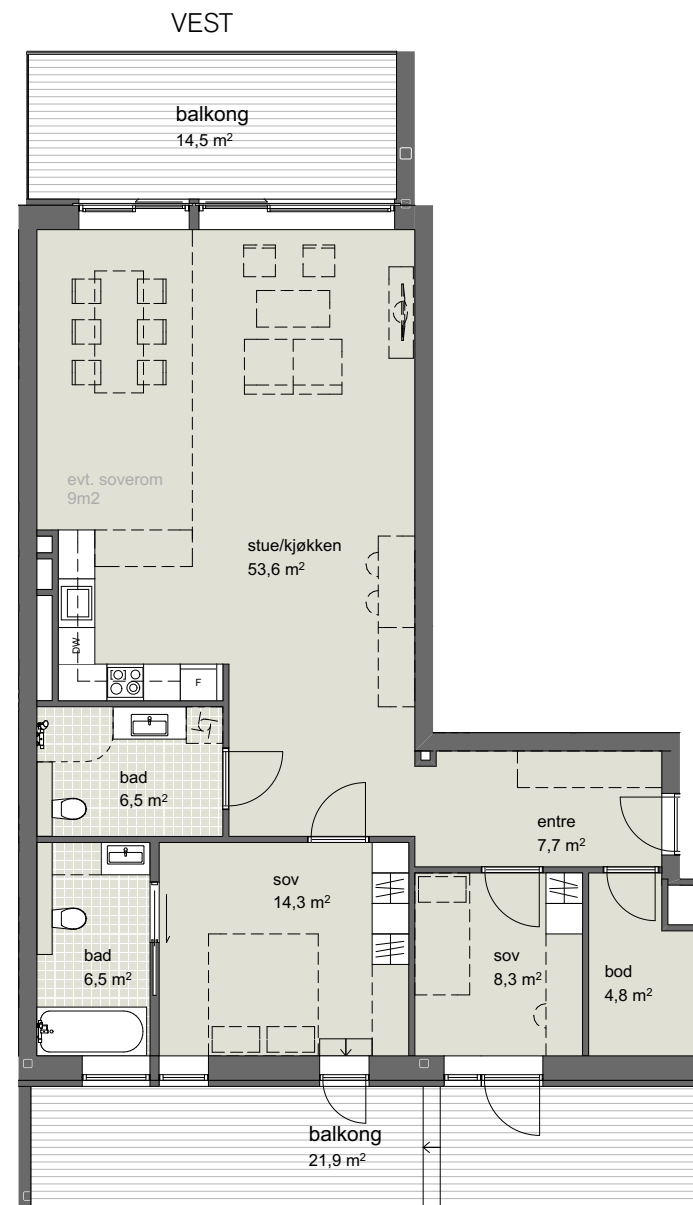 VEST
balkong
14,5 m²
evt. soverom
9m2
stue/kjøkken
53,6 m²
DW
F
bad
6,5 m²
entre
7,7 m²
sov
14,3 m²
bad
6,5 m²
sov
8,3 m²
bod
4,8 m²
balkong
21,9 m²